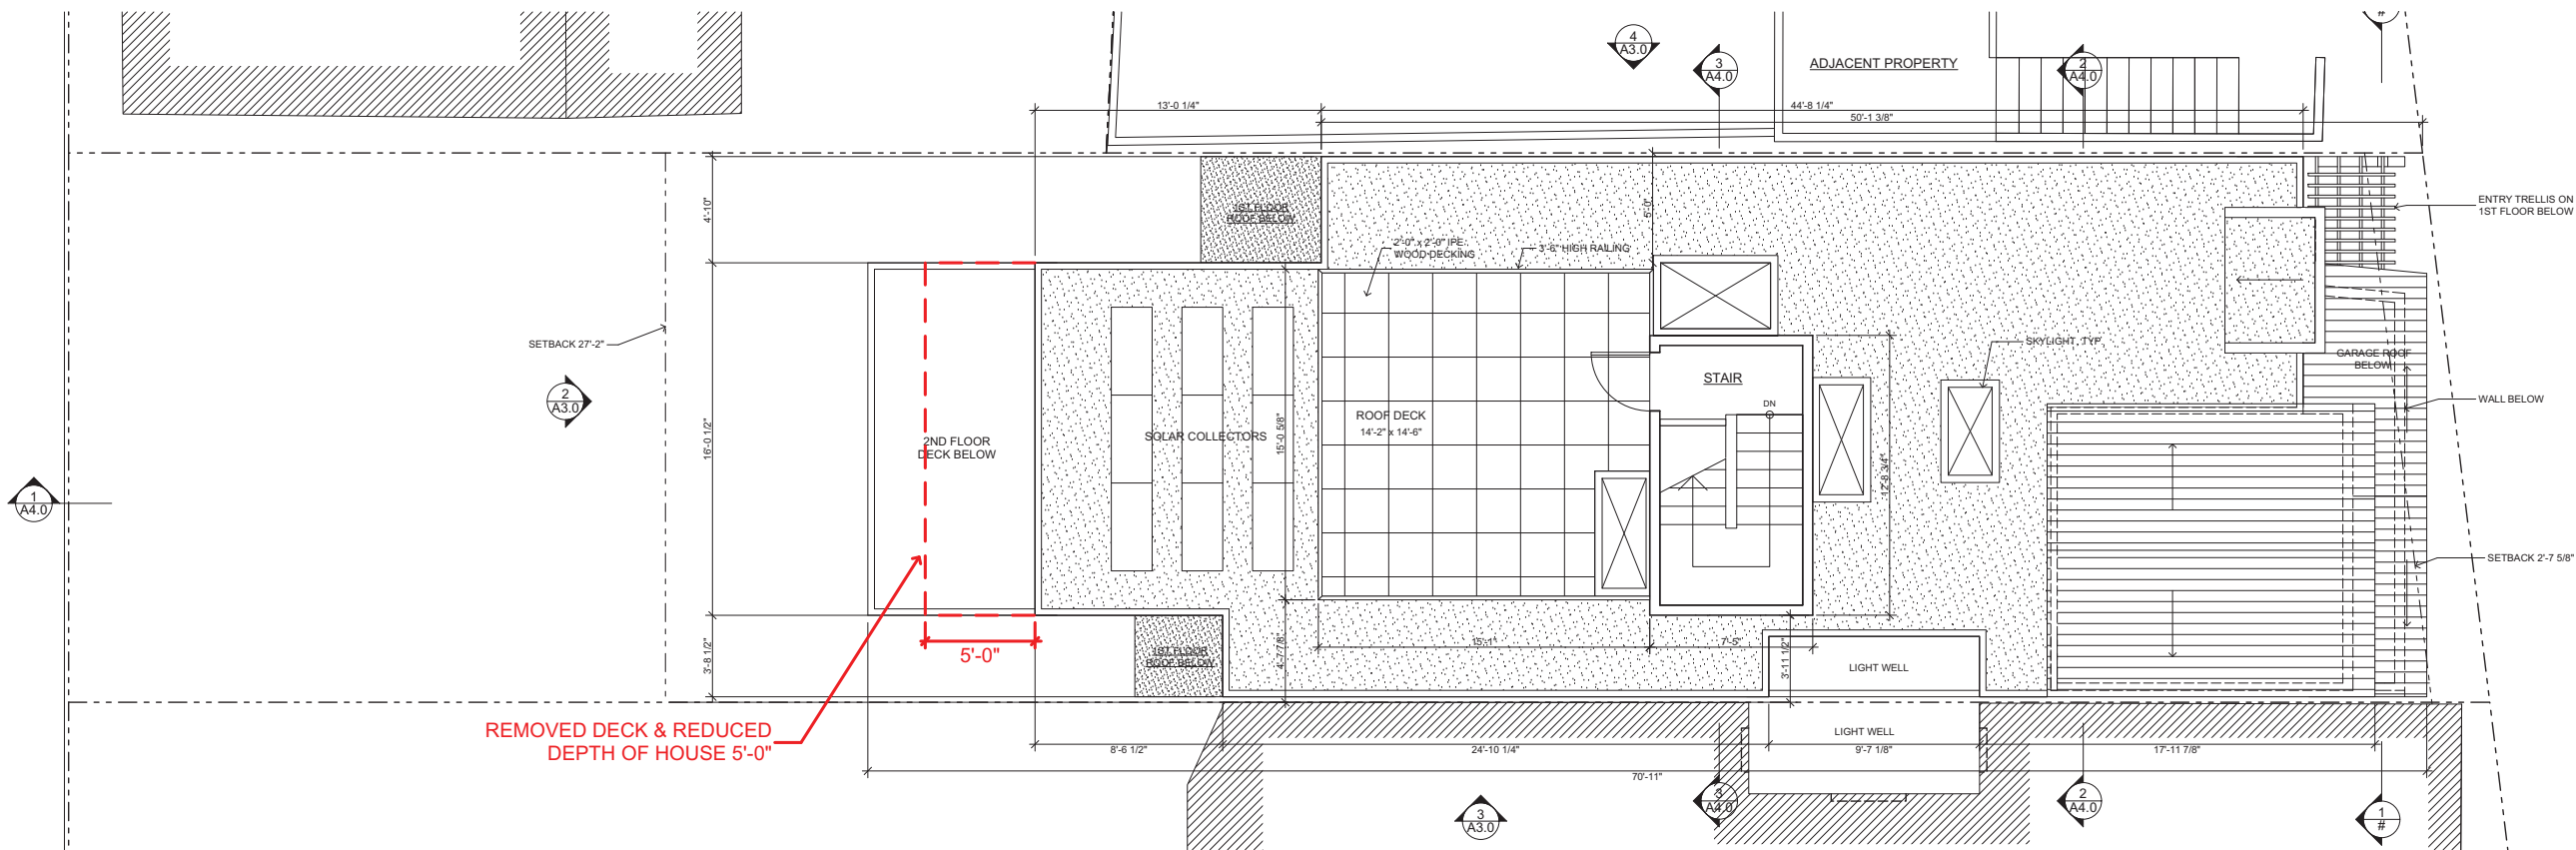 #
4
A3.0
3
A4.0
ADJACENT PROPERTY
2
A4.0
13'-0 1/4"
44'-8 1/4"
50'-1 3/8"
4'-10"
1ST FLOOR
ROOF BELOW
5'-0"
ENTRY TRELLIS ON
1ST FLOOR BELOW
2'-0" x 2'-0" IPE
WOOD DECKING
3'-6" HIGH RAILING
SETBACK 27'-2"
SKYLIGHT, TYP
GARAGE ROOF
BELOW
STAIR
DN
WALL BELOW
2
A3.0
ROOF DECK
14'-2" x 14'-6"
2ND FLOOR
DECK BELOW
SOLAR COLLECTORS
16'-0 1/2"
15'-0 5/8"
12'-8 3/4"
1
A4.0
SETBACK 2'-7 5/8"
5'-0"
3'-8 1/2"
1ST FLOOR
ROOF BELOW
4'-7 7/8"
15'-1"
7'-5"
3'-11 1/2"
LIGHT WELL
REMOVED DECK & REDUCED
DEPTH OF HOUSE 5'-0"
LIGHT WELL
8'-6 1/2"
24'-10 1/4"
9'-7 1/8"
17'-11 7/8"
70'-11"
3
A3.0
3
A4.0
2
A4.0
1
#